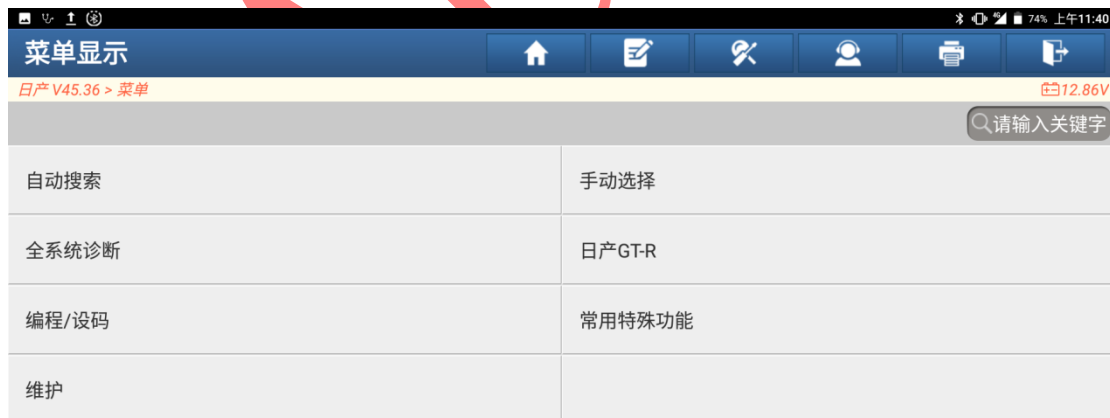 74% 上午11:40
菜单显示
日产 V45.36 > 菜单
12.86V
请输入关键字
自动搜索
手动选择
全系统诊断
日产GT-R
编程/设码
常用特殊功能
维护